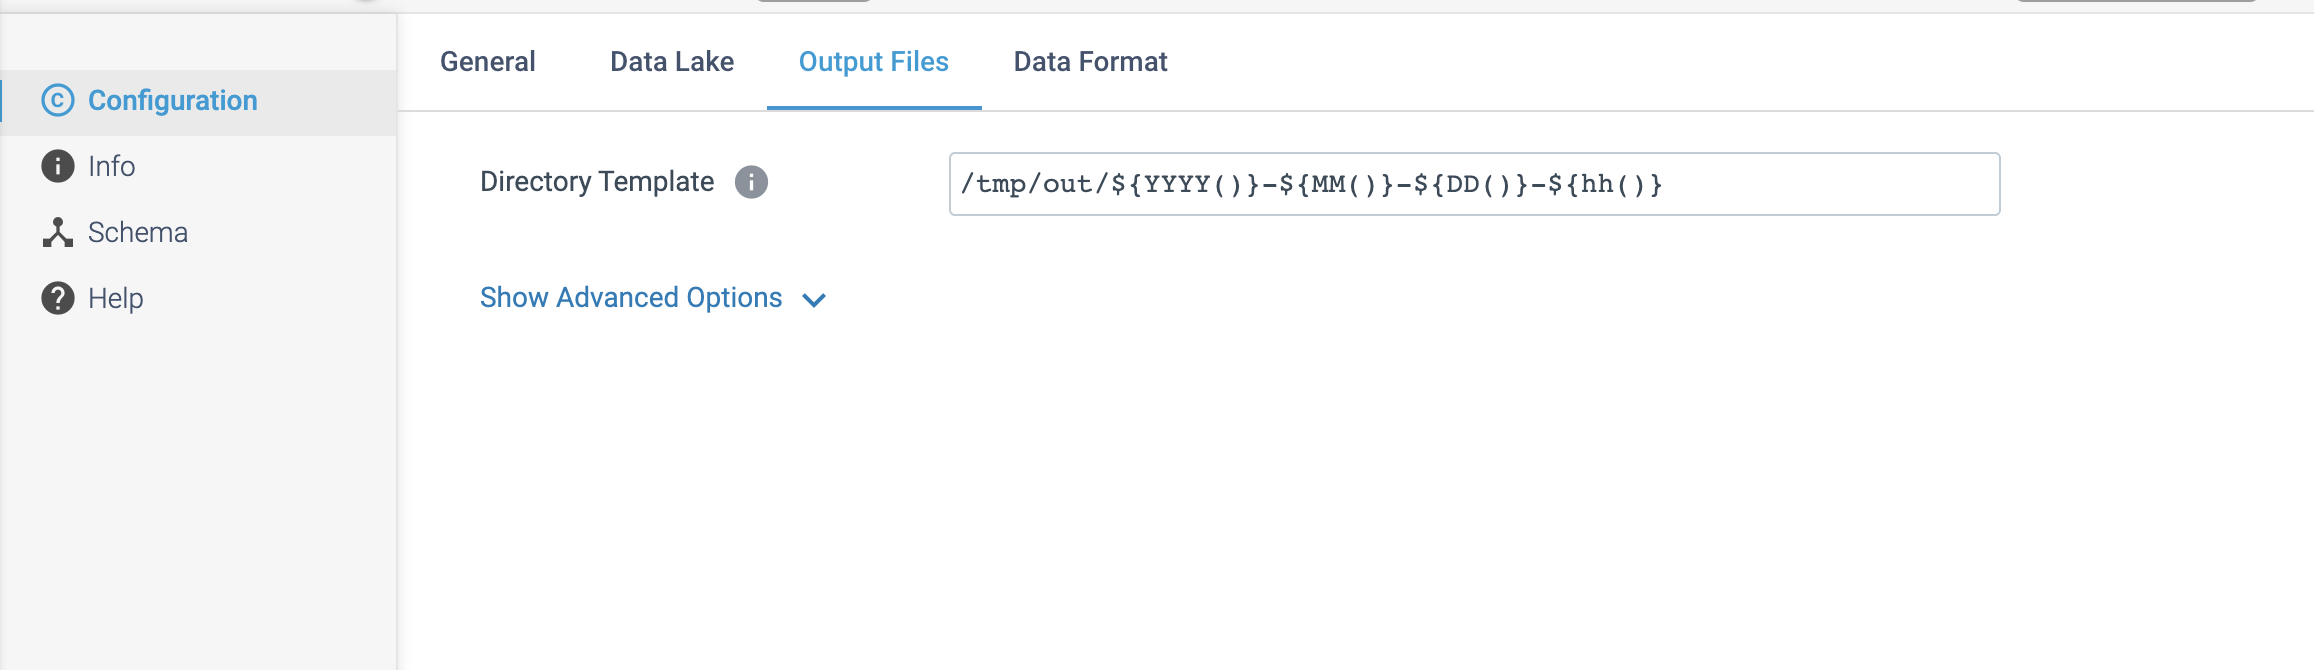 General
Data Lake
Output Files
Data Format
Configuration
Info
Schema
Help
Directory Template
/tmp/out/${YYYY()}-${MM()}-${DD()}-${hh()}
Show Advanced Options